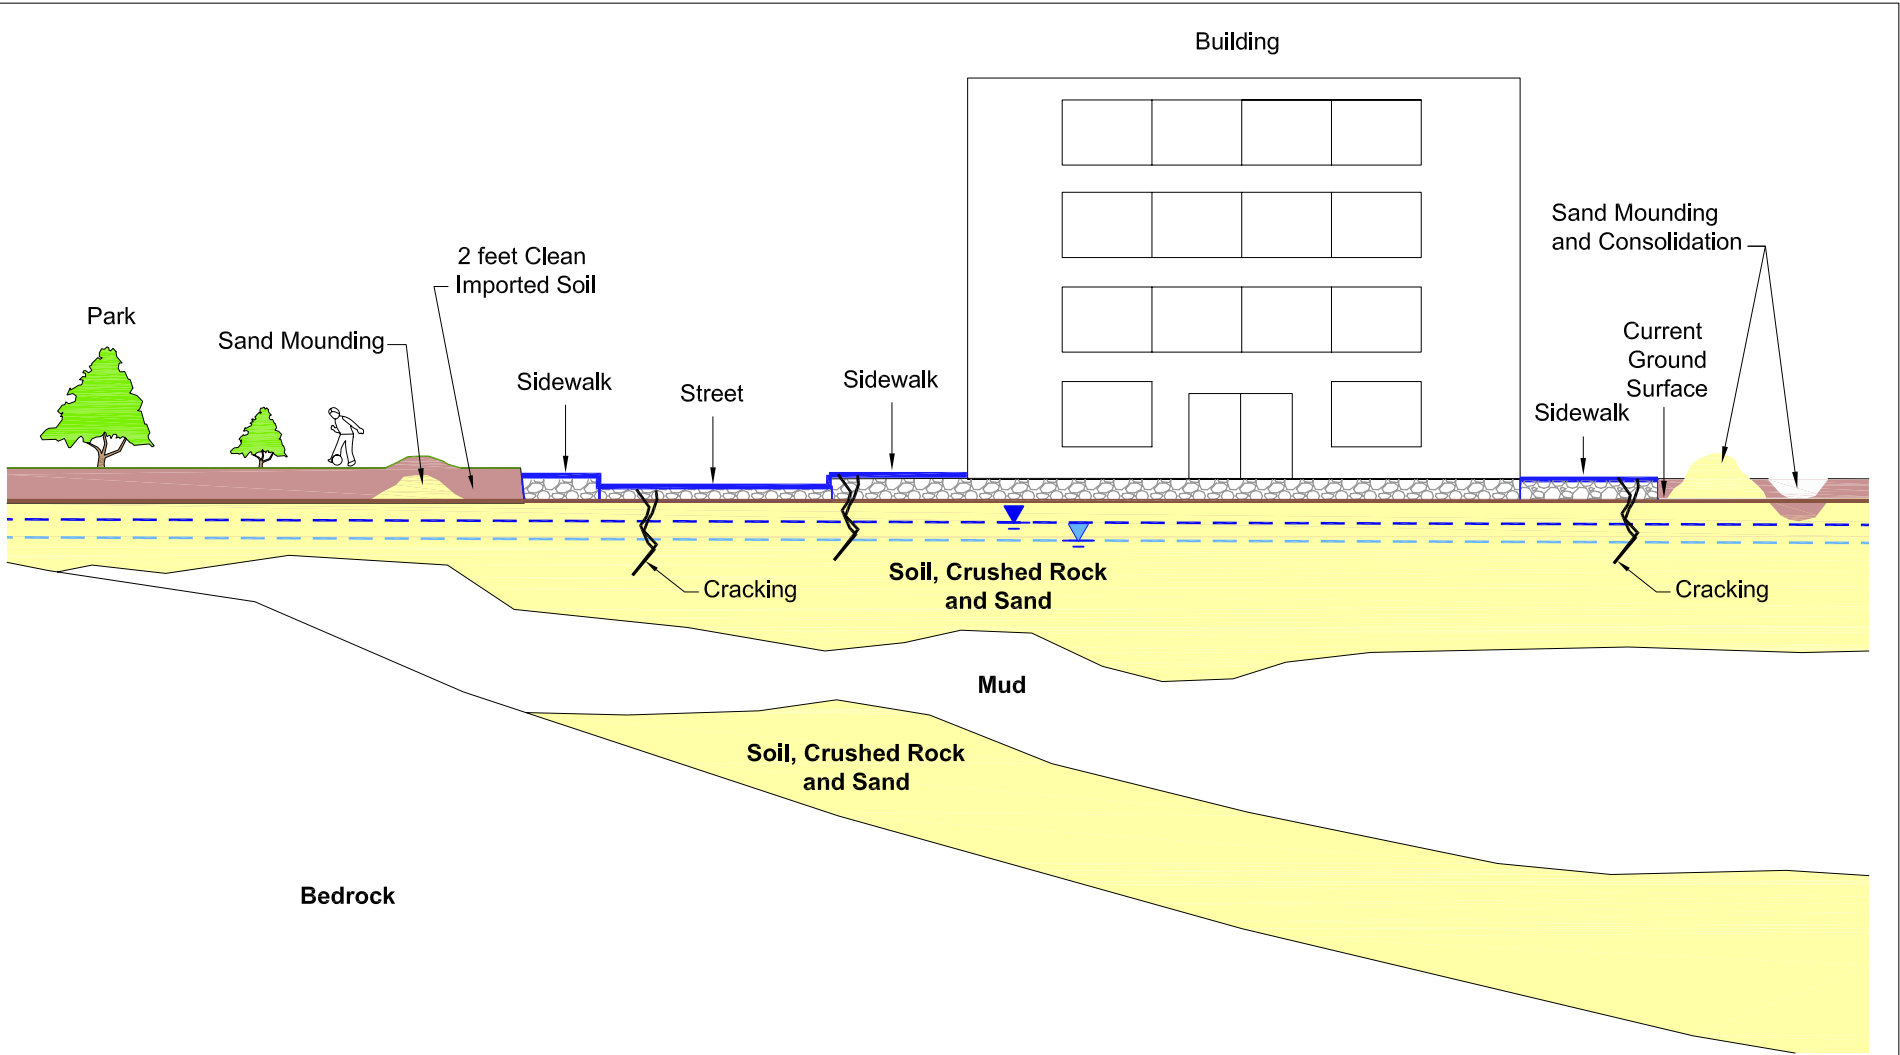 Building
Sand Mounding
and Consolidation
2 feet Clean
Imported Soil
Park
Sand Mounding
Current
Ground
Surface
Sidewalk
Street
Sidewalk
Sidewalk
Soil, Crushed Rock
and Sand
Cracking
Cracking
Mud
Soil, Crushed Rock
and Sand
Bedrock